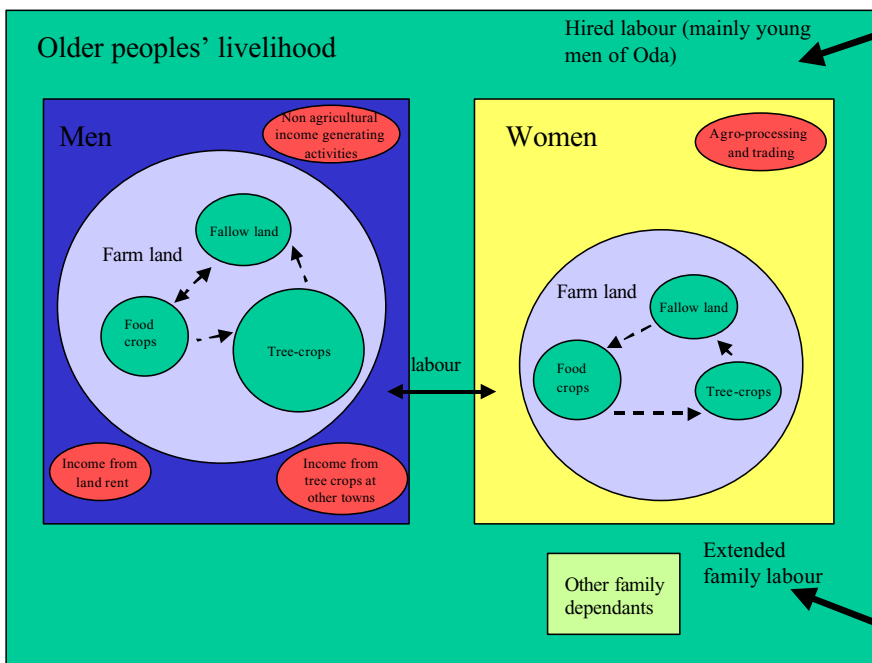 Older peoples' livelihood
Hired labour (mainly young
men of Oda)
Men
Non agricultural
income generating
activities
Farm land
Fallow land
Food
crops
Tree-crops
Income from
land rent
Income from
tree crops at
other towns
labour
Women
Agro-processing
and trading
Farm land
Fallow land
Food
crops
Tree-crops
Other family
dependants
Extended
family labour